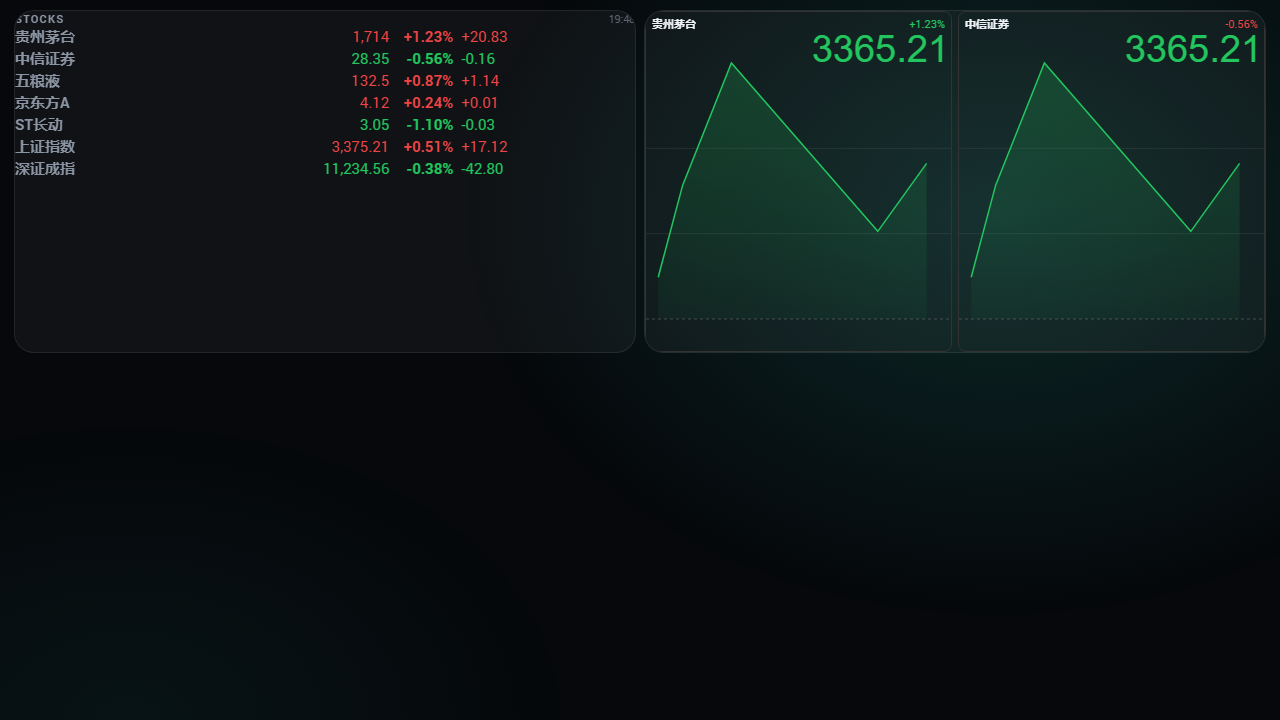 STOCKS 19:48
贵州茅台 1,714 +1.23% +20.83
中信证券 28.35 -0.56% -0.16
五粮液 132.5 +0.87% +1.14
京东方A 4.12 +0.24% +0.01
ST长动 3.05 -1.10% -0.03
上证指数 3,375.21 +0.51% +17.12
深证成指 11,234.56 -0.38% -42.80
贵州茅台 +1.23%
3365.21
中信证券 -0.56%
3365.21